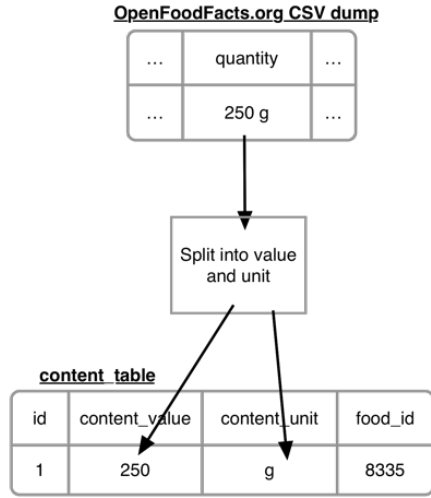 OpenFoodFacts.org CSV dump
... quantity ...
... 250 g ...
Split into value
and unit
content_table
id content_value content_unit food_id
1 250 g 8335